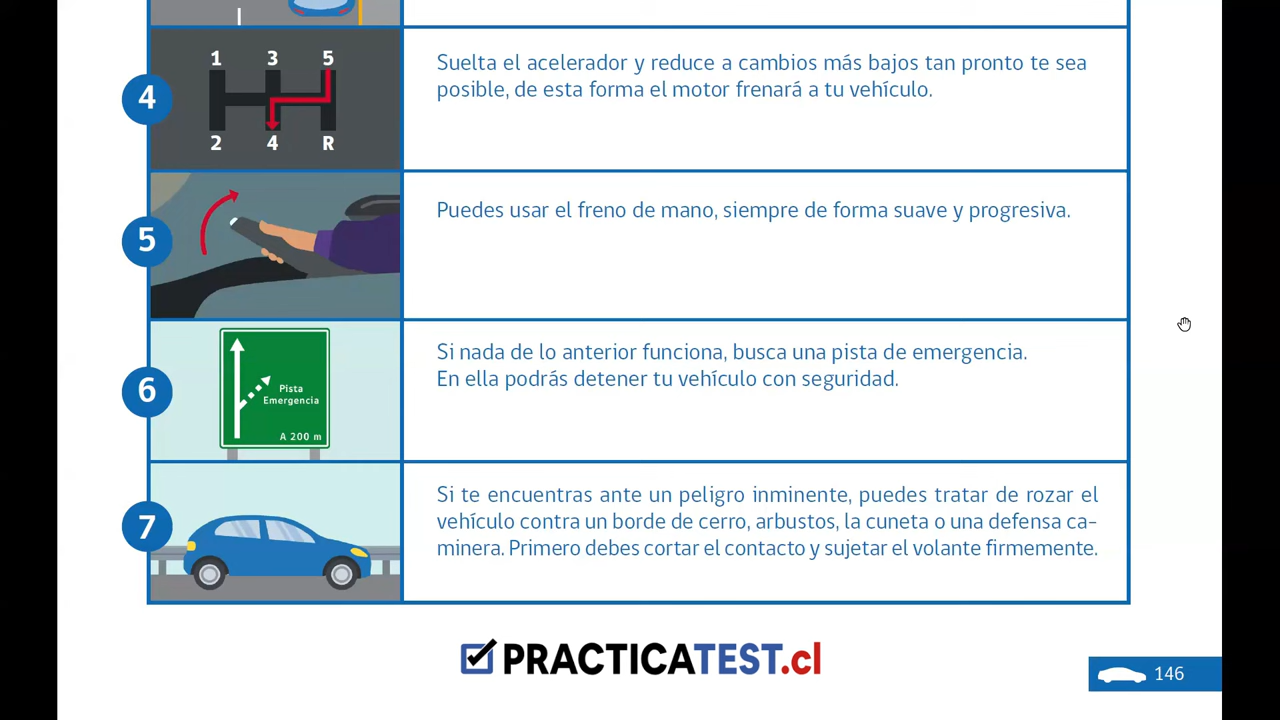 4
1 3 5
2 4 R
Suelta el acelerador y reduce a cambios más bajos tan pronto te sea
posible, de esta forma el motor frenará a tu vehículo.
5
Puedes usar el freno de mano, siempre de forma suave y progresiva.
6
Pista
Emergencia
A 200 m
Si nada de lo anterior funciona, busca una pista de emergencia.
En ella podrás detener tu vehículo con seguridad.
7
Si te encuentras ante un peligro inminente, puedes tratar de rozar el
vehículo contra un borde de cerro, arbustos, la cuneta o una defensa ca-
minera. Primero debes cortar el contacto y sujetar el volante firmemente.
PRACTICATEST.cl
146